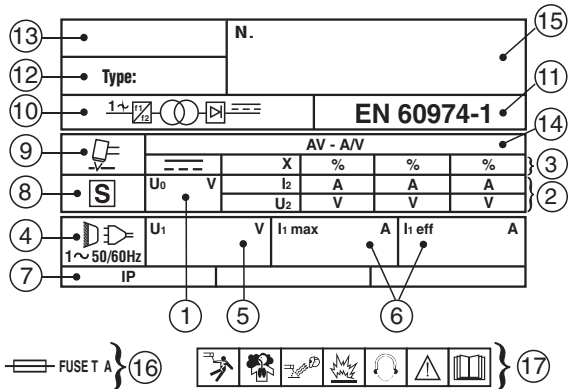 13 N. 15
12 Type:
10 1~ f1 f2 EN 60974-1 11
14
9 AV - A/V
X % % % 3
8 S U0 V I2 A A A 2
U2 V V V
4 U1 V I1 max A I1 eff A
1~50/60Hz
7 IP
1 5 6
FUSE T A 16 17